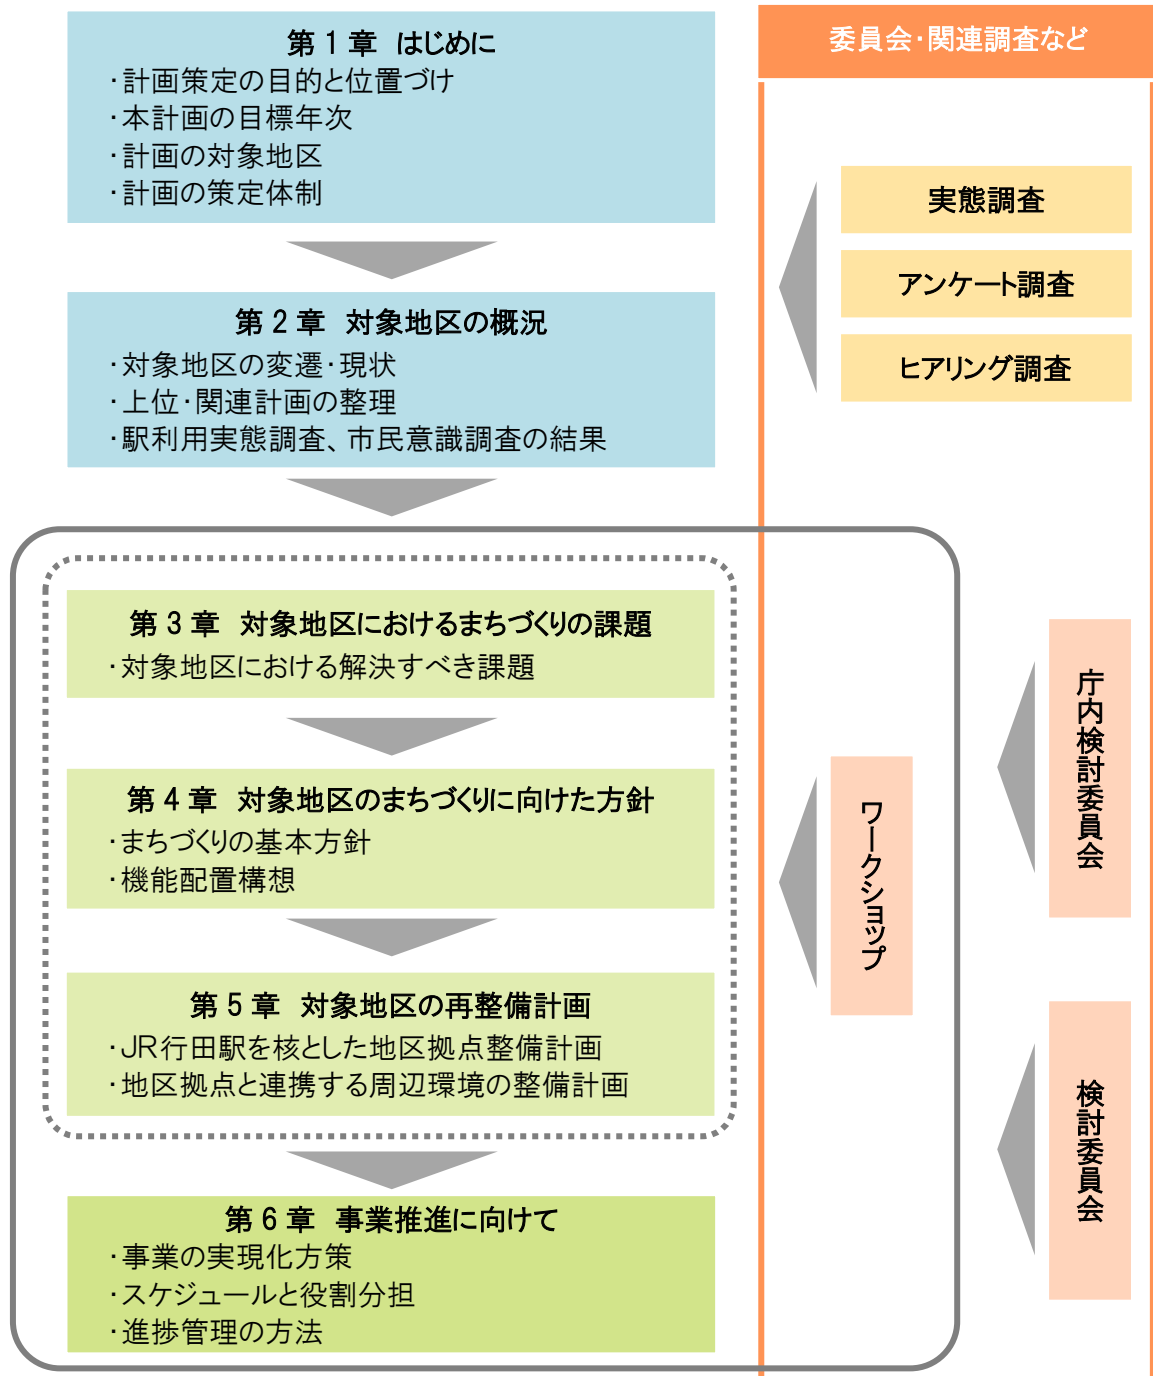 第１章 はじめに
・計画策定の目的と位置づけ
・本計画の目標年次
・計画の対象地区
・計画の策定体制
第２章 対象地区の概況
・対象地区の変遷・現状
・上位・関連計画の整理
・駅利用実態調査、市民意識調査の結果
第３章 対象地区におけるまちづくりの課題
・対象地区における解決すべき課題
第４章 対象地区のまちづくりに向けた方針
・まちづくりの基本方針
・機能配置構想
第５章 対象地区の再整備計画
・JR行田駅を核とした地区拠点整備計画
・地区拠点と連携する周辺環境の整備計画
第６章 事業推進に向けて
・事業の実現化方策
・スケジュールと役割分担
・進捗管理の方法
委員会・関連調査など
実態調査
アンケート調査
ヒアリング調査
ワークショップ
庁内検討委員会
検討委員会